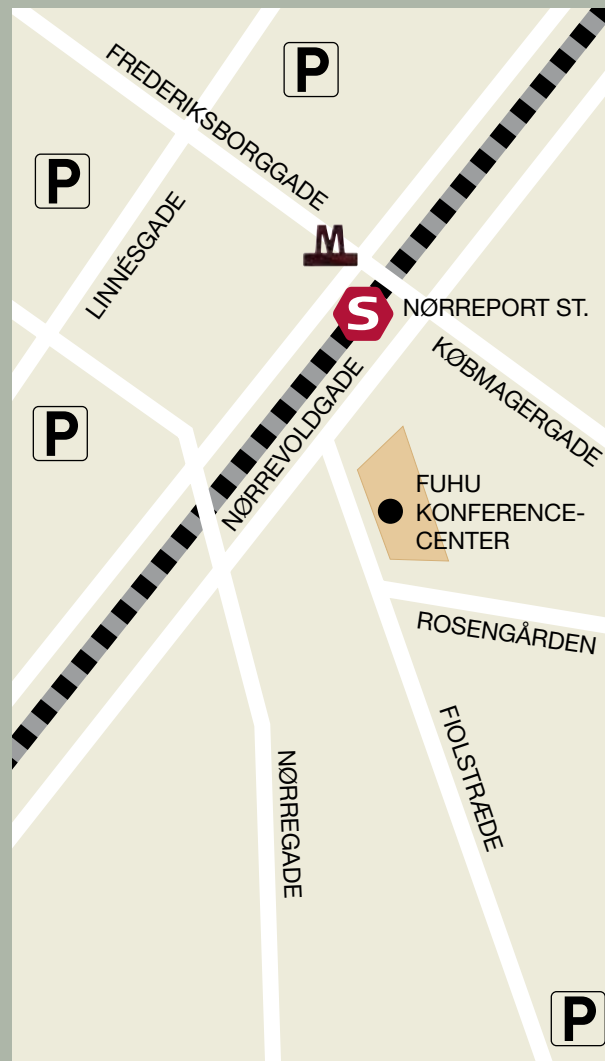 P
FREDERIKSBORGGADE
P
LINNÉSGADE
M
S
NØRREPORT ST.
KØBMAGERGADE
NØRREVOLDGADE
P
FUHU
KONFERENCE-
CENTER
ROSENGÅRDEN
FIOLSTRÆDE
NØRREGADE
P